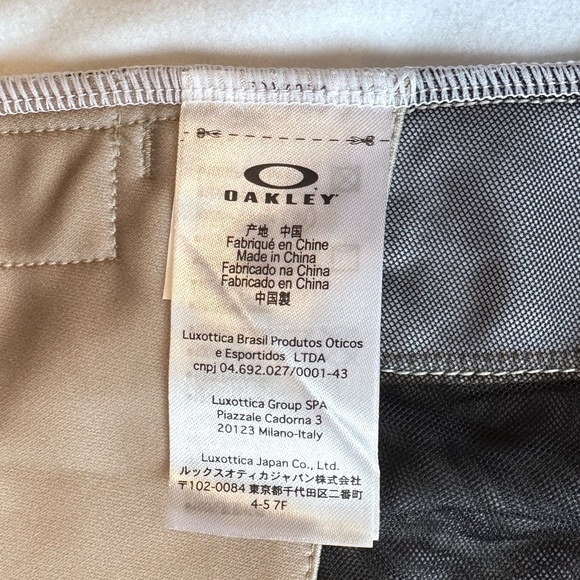 OAKLEY
产地 中国
Fabriqué en Chine
Made in China
Fabricado na China
Fabricado en China
中国製
Luxottica Brasil Produtos Oticos
e Esportidos LTDA
cnpj 04.692.027/0001-43
Luxottica Group SPA
Piazzale Cadorna 3
20123 Milano-Italy
Luxottica Japan Co., Ltd.
ルックスオティカジャパン株式会社
〒102-0084 東京都千代田区二番町
4-5 7F